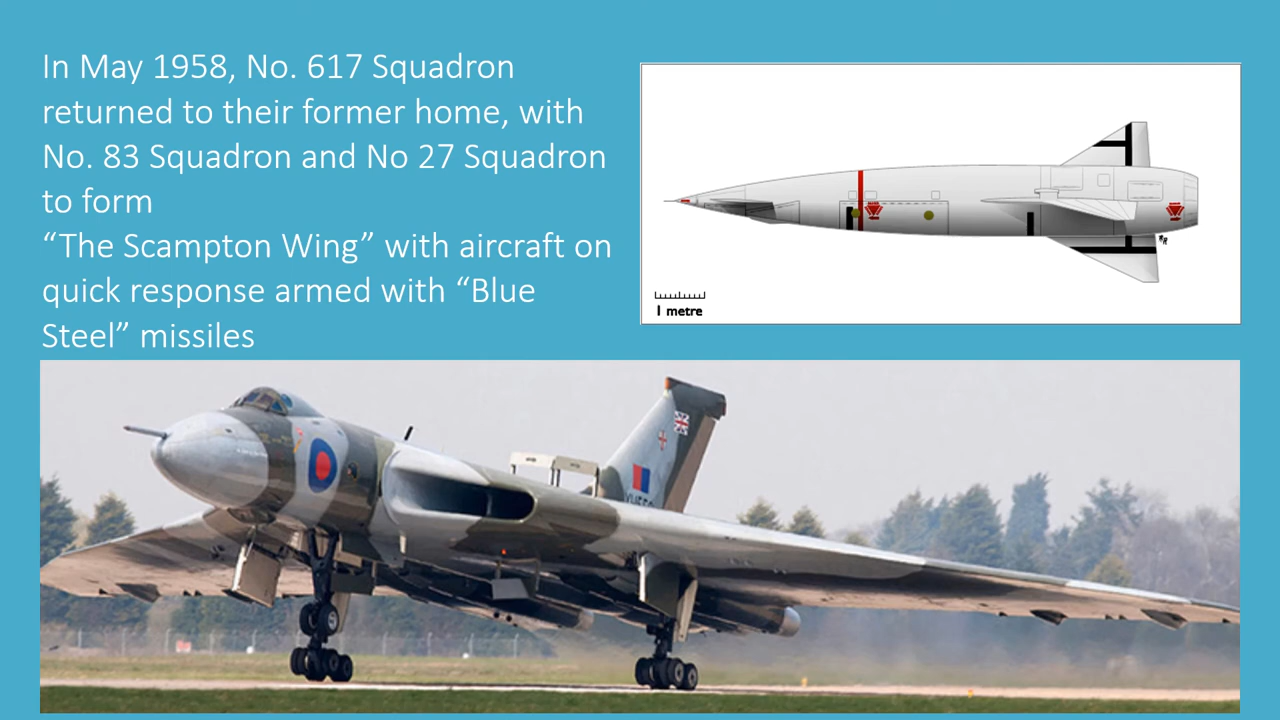 In May 1958, No. 617 Squadron
returned to their former home, with
No. 83 Squadron and No 27 Squadron
to form
“The Scampton Wing” with aircraft on
quick response armed with “Blue
Steel” missiles
1 metre